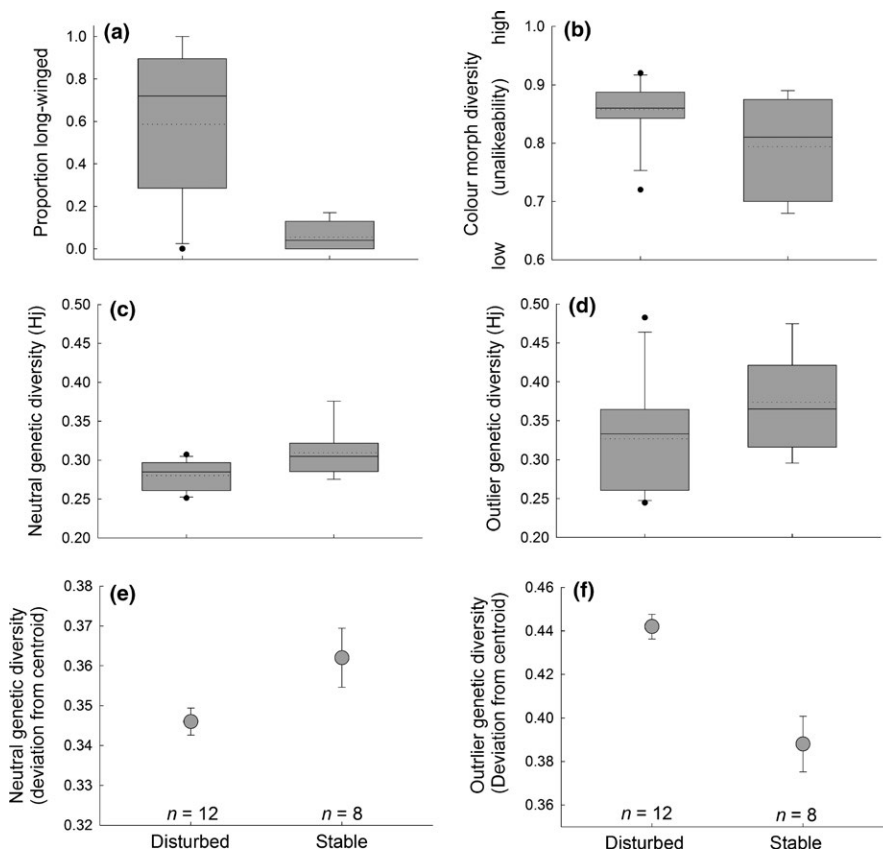 (a)
Proportion long-winged
1.0
0.8
0.6
0.4
0.2
0.0
(b)
Colour morph diversity
(unalikeability)
low
high
1.0
0.9
0.8
0.7
0.6
(c)
Neutral genetic diversity (Hj)
0.50
0.45
0.40
0.35
0.30
0.25
0.20
(d)
Outlier genetic diversity (Hj)
0.50
0.45
0.40
0.35
0.30
0.25
0.20
(e)
Neutral genetic diversity
(deviation from centroid)
0.38
0.37
0.36
0.35
0.34
0.33
0.32
n = 12
n = 8
Disturbed
Stable
(f)
Outrlier genetic diversity
(Deviation from centroid)
0.46
0.44
0.42
0.40
0.38
0.36
n = 12
n = 8
Disturbed
Stable